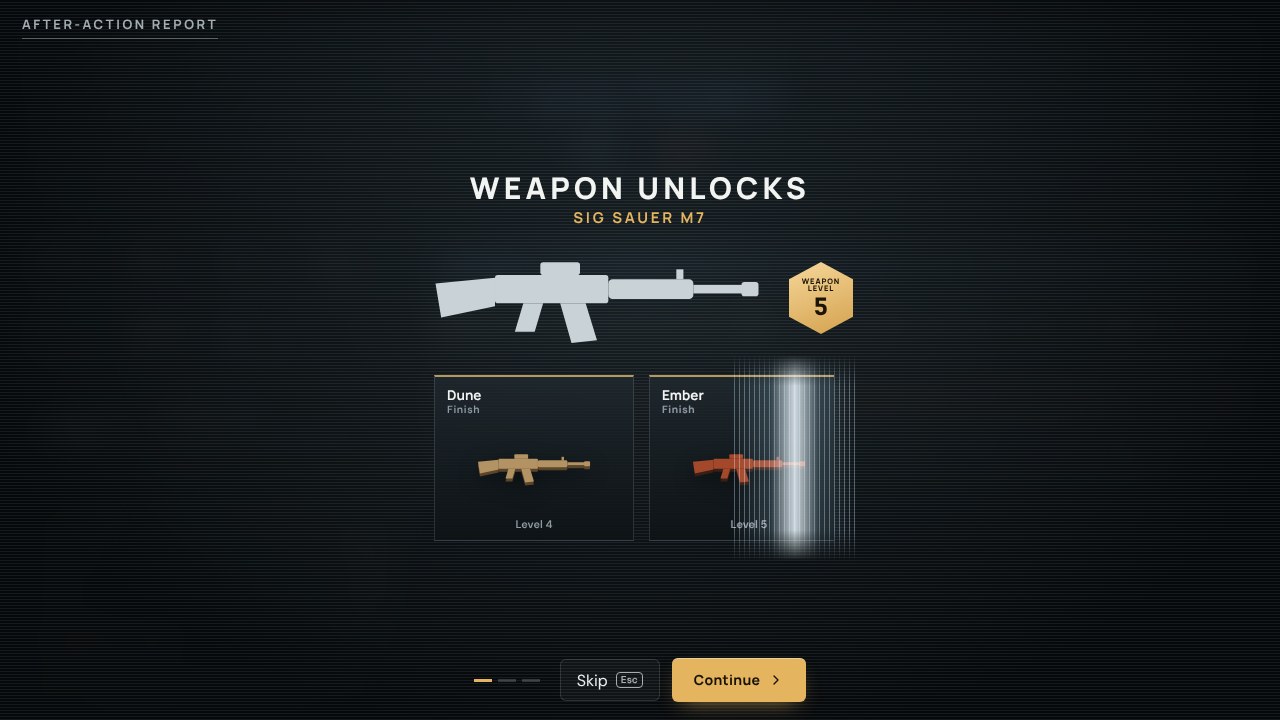 AFTER-ACTION REPORT
WEAPON UNLOCKS
SIG SAUER M7
WEAPON
LEVEL
5
Dune
Finish
Level 4
Ember
Finish
Level 5
Skip Esc
Continue